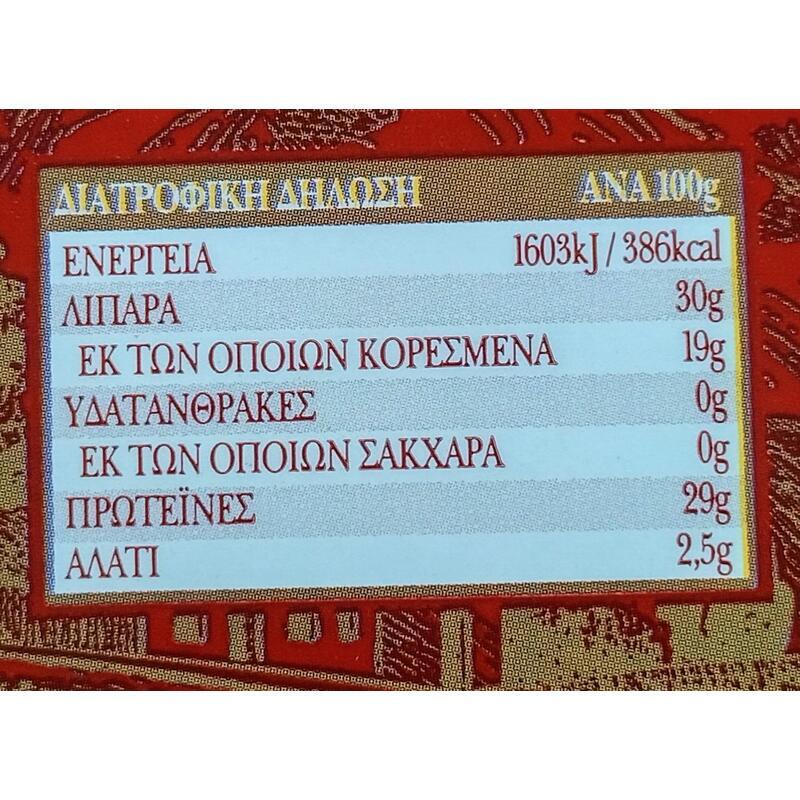 ΔΙΑΤΡΟΦΙΚΗ ΔΗΛΩΣΗ ΑΝΑ 100g
ΕΝΕΡΓΕΙΑ 1603kJ / 386kcal
ΛΙΠΑΡΑ 30g
ΕΚ ΤΩΝ ΟΠΟΙΩΝ ΚΟΡΕΣΜΕΝΑ 19g
ΥΔΑΤΑΝΘΡΑΚΕΣ 0g
ΕΚ ΤΩΝ ΟΠΟΙΩΝ ΣΑΚΧΑΡΑ 0g
ΠΡΩΤΕΪΝΕΣ 29g
ΑΛΑΤΙ 2,5g